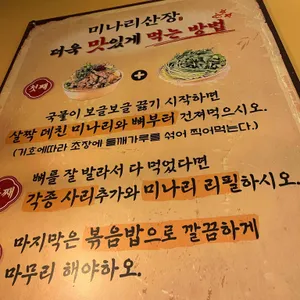 미나리산장,
더욱 맛있게 먹는 방법
첫째
국물이 보글보글 끓기 시작하면
살짝 데친 미나리와 뼈부터 건져먹으시오.
(기호에따라 초장에 들깨가루를 섞어 찍어먹는다.)
째
뼈를 잘 발라서 다 먹었다면
각종 사리추가와 미나리 리필하시오.
마지막은 볶음밥으로 깔끔하게
마무리 해야하오.